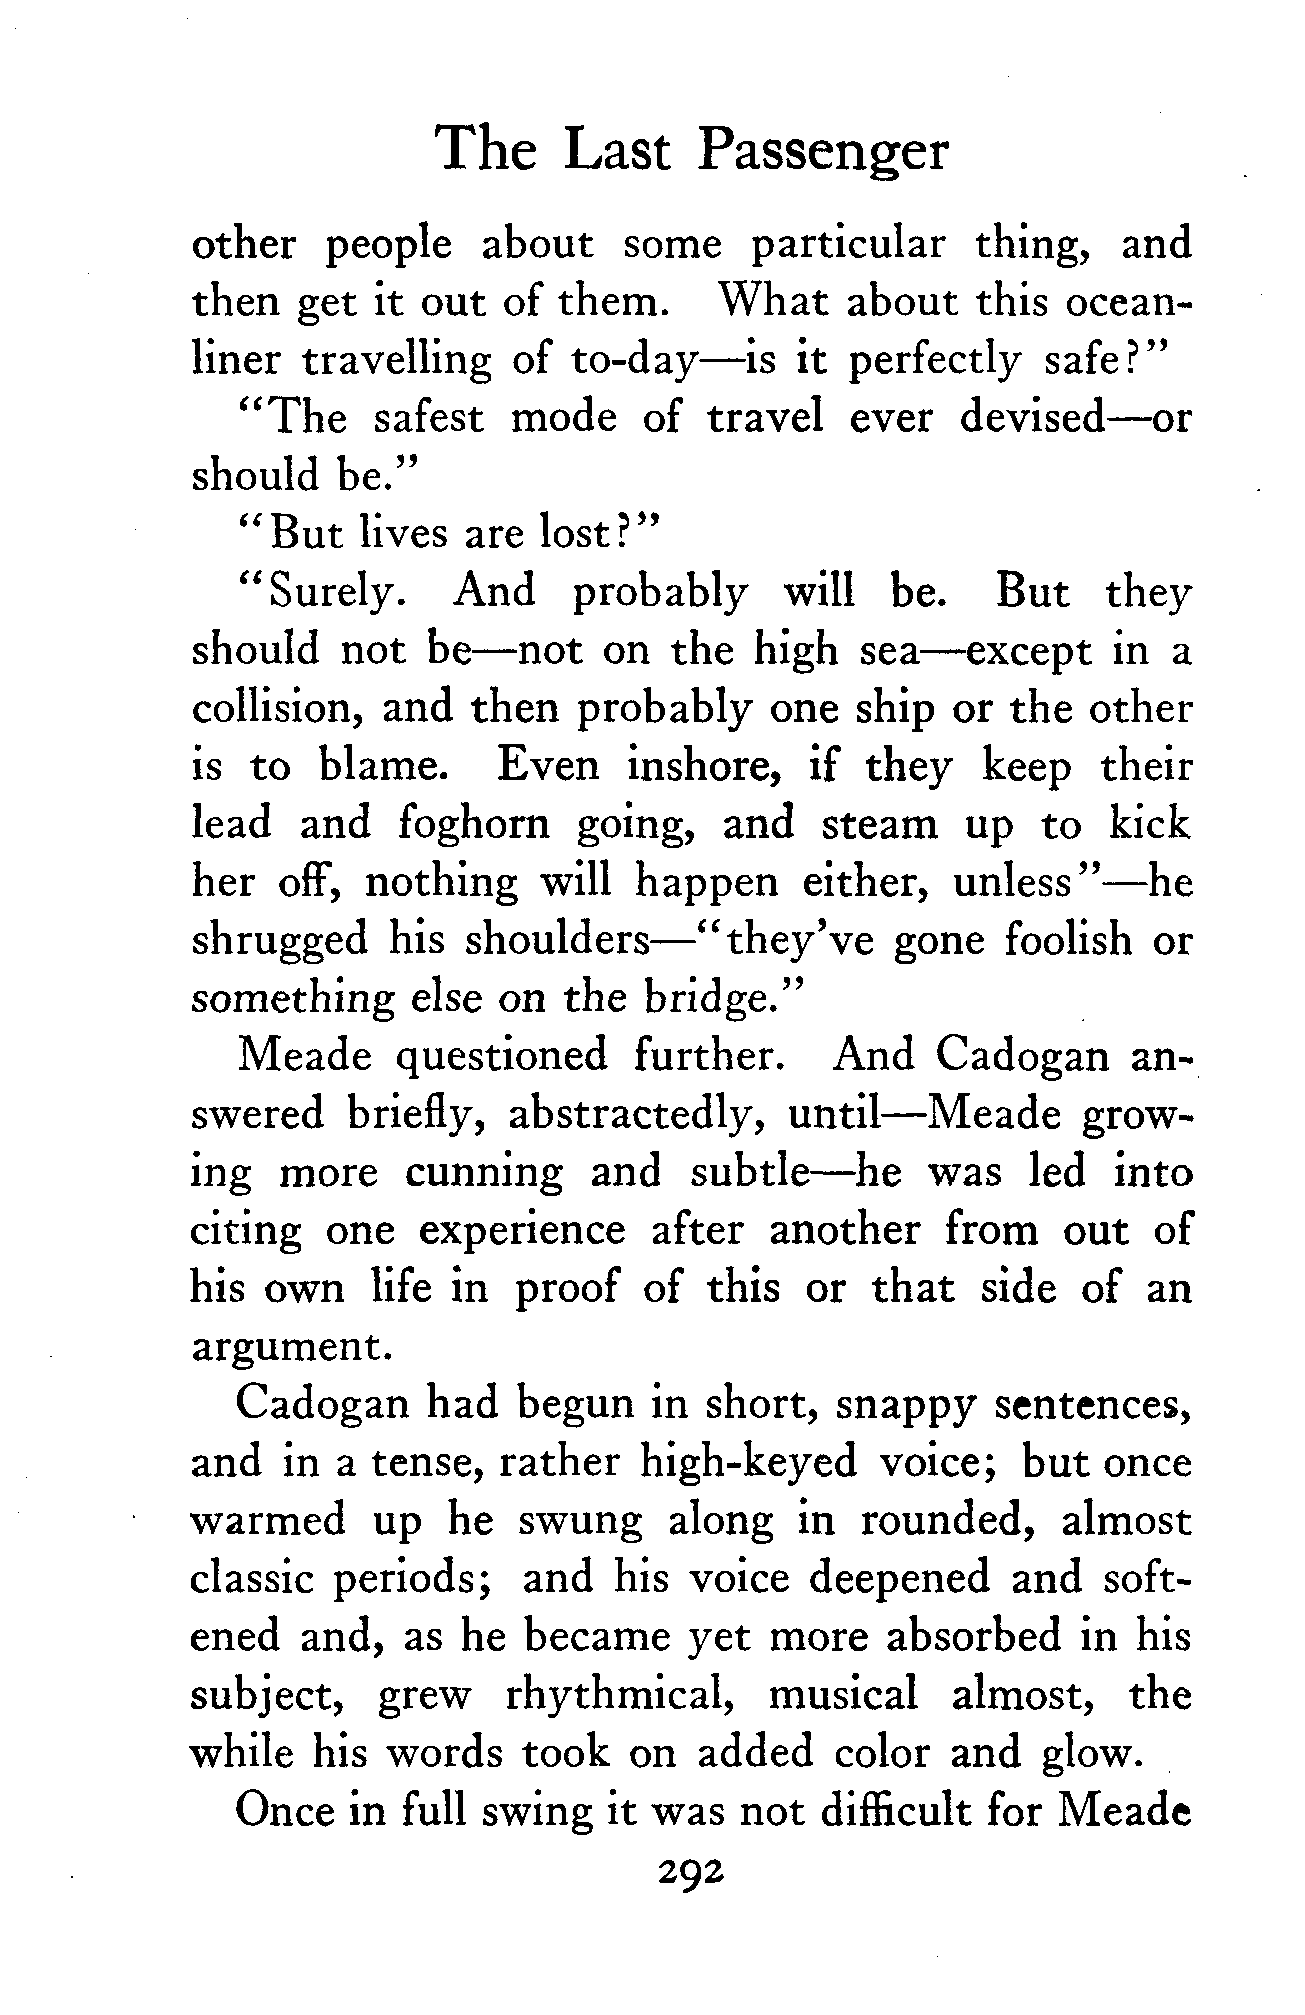 The Last Passenger
other people about some particular thing, and
then get it out of them. What about this ocean-
liner travelling of to-day—is it perfectly safe?"
"The safest mode of travel ever devised—or
should be."
"But lives are lost?"
"Surely. And probably will be. But they
should not be—not on the high sea—except in a
collision, and then probably one ship or the other
is to blame. Even inshore, if they keep their
lead and foghorn going, and steam up to kick
her off, nothing will happen either, unless"—he
shrugged his shoulders—"they've gone foolish or
something else on the bridge."
Meade questioned further. And Cadogan an-
swered briefly, abstractedly, until—Meade grow-
ing more cunning and subtle—he was led into
citing one experience after another from out of
his own life in proof of this or that side of an
argument.
Cadogan had begun in short, snappy sentences,
and in a tense, rather high-keyed voice; but once
warmed up he swung along in rounded, almost
classic periods; and his voice deepened and soft-
ened and, as he became yet more absorbed in his
subject, grew rhythmical, musical almost, the
while his words took on added color and glow.
Once in full swing it was not difficult for Meade
292